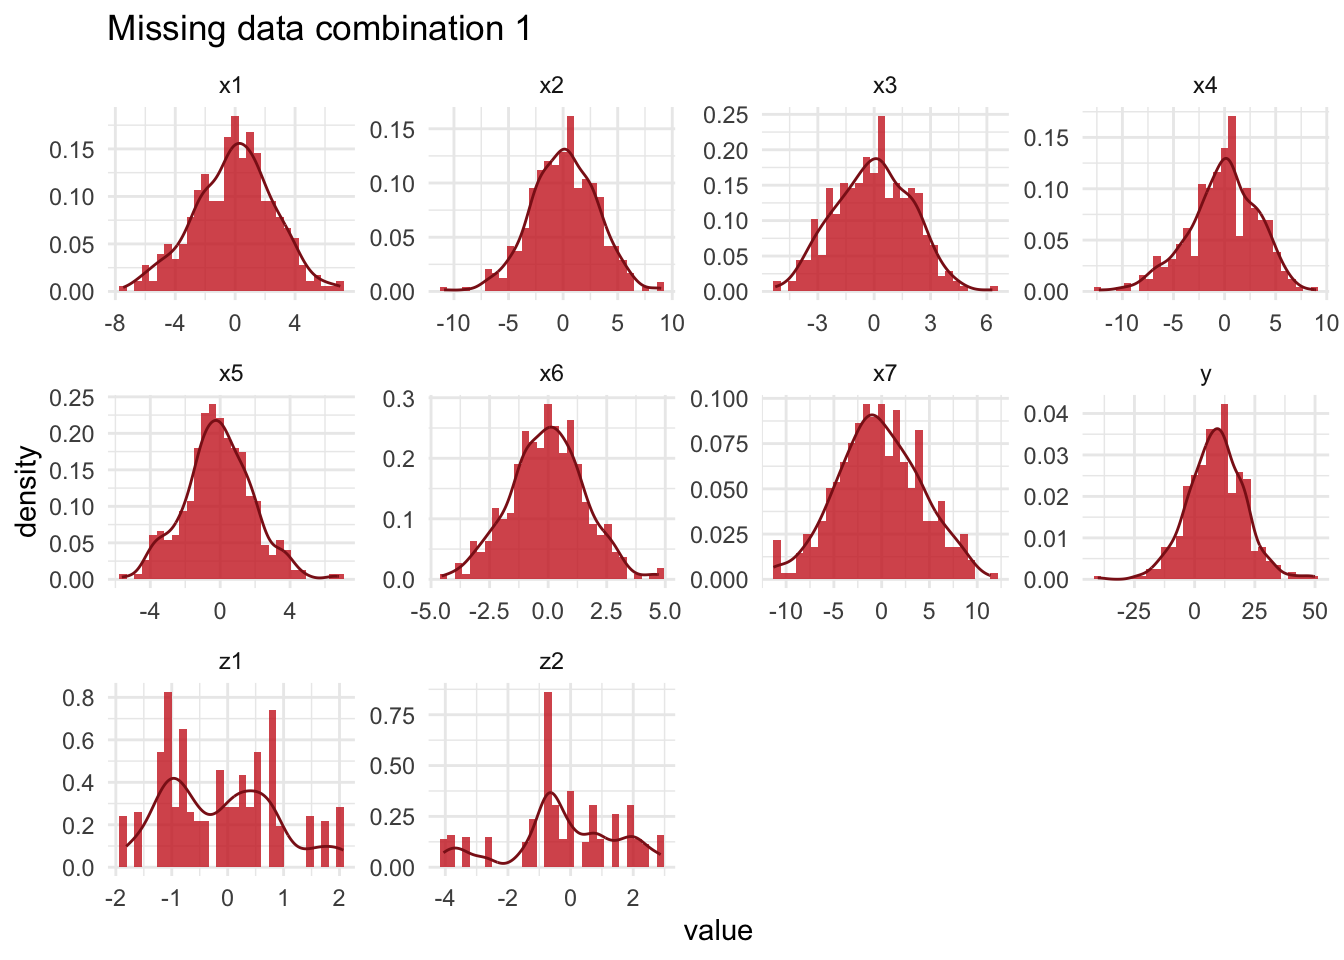 Missing data combination 1
x1 x2 x3 x4
0.15 0.10 0.05 0.00
-8 -4 0 4
0.15 0.10 0.05 0.00
-10 -5 0 5 10
0.25 0.20 0.15 0.10 0.05 0.00
-3 0 3 6
0.15 0.10 0.05 0.00
-10 -5 0 5 10
x5 x6 x7 y
0.25 0.20 0.15 0.10 0.05 0.00
-4 0 4
0.3 0.2 0.1 0.0
-5.0 -2.5 0.0 2.5 5.0
0.100 0.075 0.050 0.025 0.000
-10 -5 0 5 10
0.04 0.03 0.02 0.01 0.00
-25 0 25 50
z1 z2
0.8 0.6 0.4 0.2 0.0
-2 -1 0 1 2
0.75 0.50 0.25 0.00
-4 -2 0 2
density
value